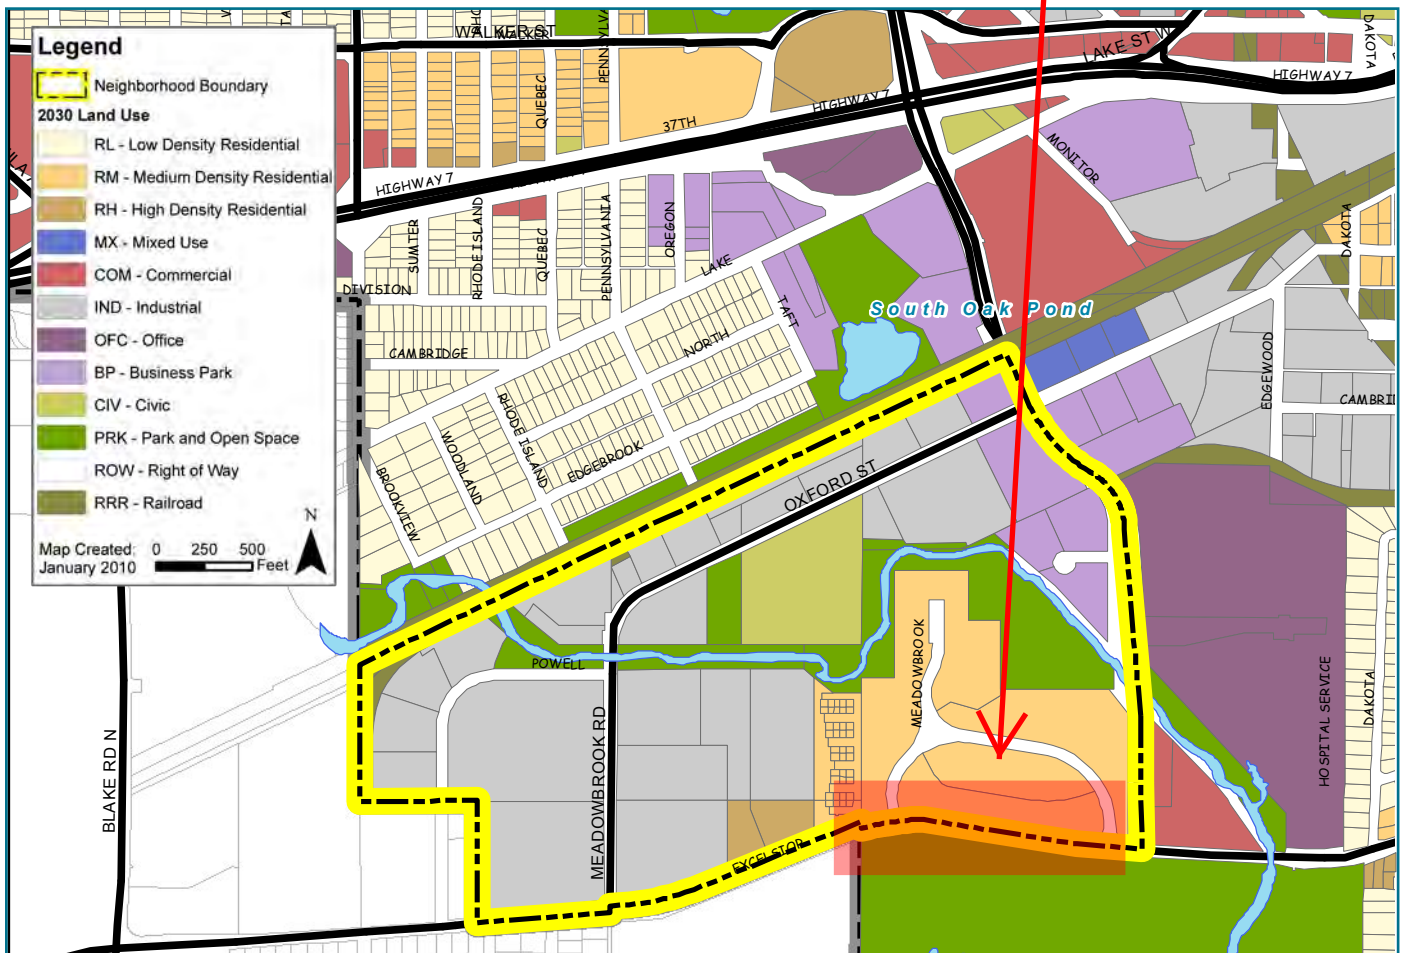 WALKER ST
WALKER
PENNSYLVA
DAKOTA
LAKE ST W
HIGHWAY 7
Legend
Neighborhood Boundary
2030 Land Use
RL - Low Density Residential
RM - Medium Density Residential
RH - High Density Residential
MX - Mixed Use
COM - Commercial
IND - Industrial
OFC - Office
BP - Business Park
CIV - Civic
PRK - Park and Open Space
ROW - Right of Way
RRR - Railroad
N
Map Created:
January 2010
0 250 500
Feet
QUEBEC
HIGHWAY 7
37TH
HIGHWAY 7
MONITOR
SUMTER
RHODE ISLAND
QUEBEC
PENNSYLVANIA
OREGON
DAKOTA
LAKE
DIVISION
TAFT
South Oak Pond
CAMBRIDGE
NORTH
EDGEWOOD
CAMBRI
RHODE ISLAND
WOODLAND
BROOKVIEW
EDGEBROOK
OXFORD ST
POWELL
MEADOWBROOK
HOSPITAL SERVICE
DAKOTA
BLAKE RD N
MEADOWBROOK RD
EXCELSIOR